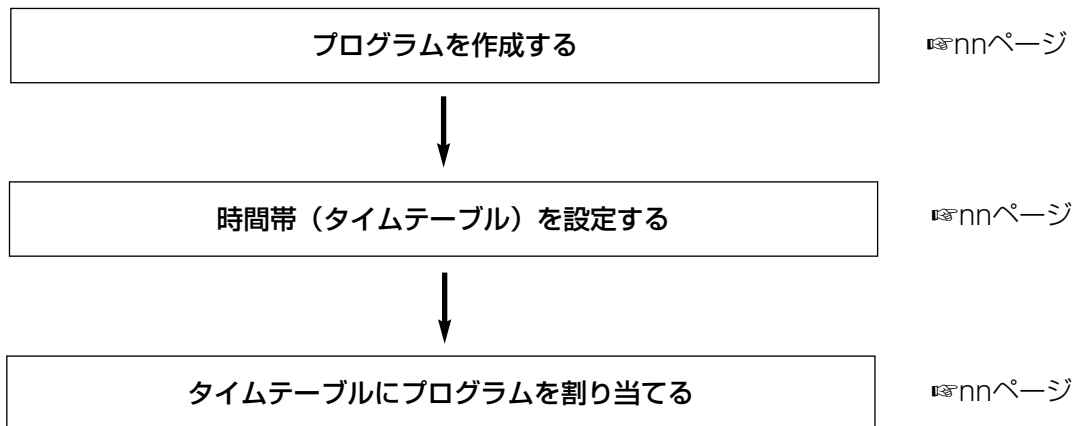 プログラムを作成する ☞nnページ
時間帯（タイムテーブル）を設定する ☞nnページ
タイムテーブルにプログラムを割り当てる ☞nnページ